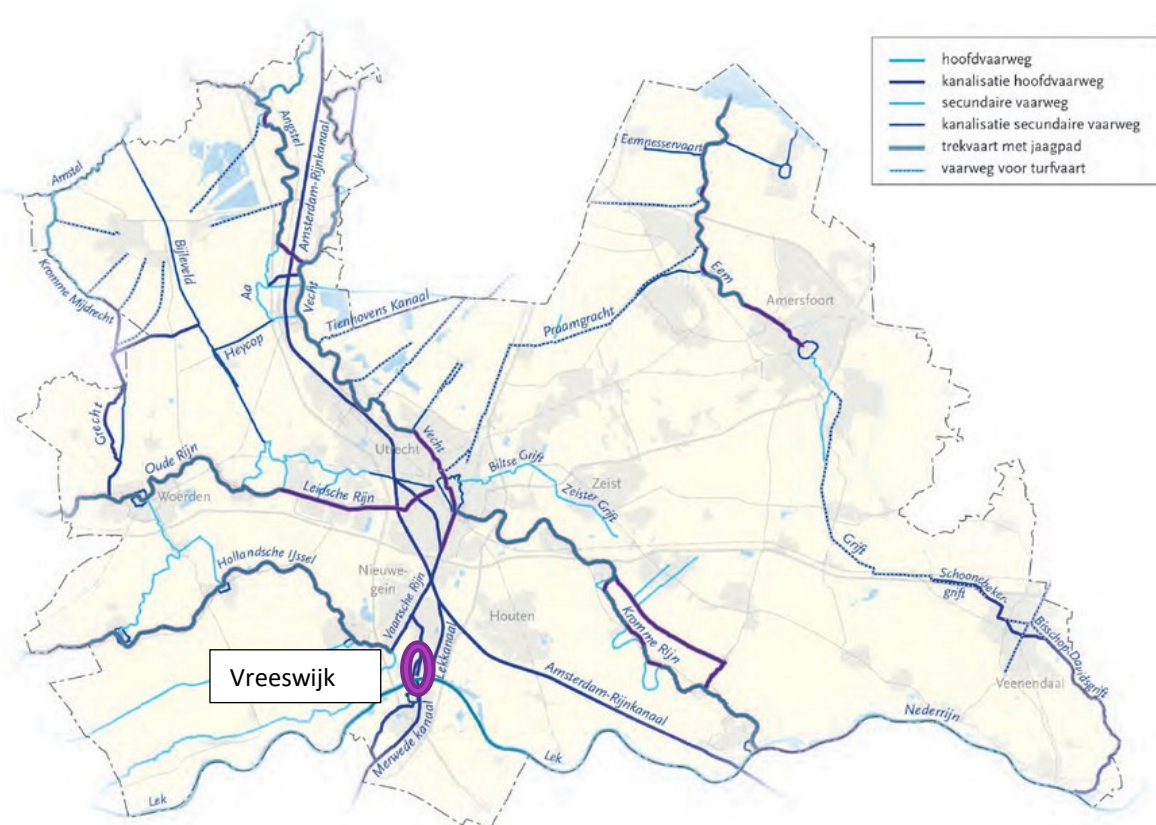 hoofdvaarweg
kanalisatie hoofdvaarweg
secundaire vaarweg
kanalisatie secundaire vaarweg
trekvaart met jaagpad
vaarweg voor turfvaart
Amstel
Angstel
Amsterdam-Rijnkanaal
Eemnesservaart
Bijleveld
Kromme Mijdrecht
Aa
Vecht
Tienhovens Kanaal
Praamgracht
Eem
Amersfoort
Heycop
Grecht
Utrecht
Vecht
Oude Rijn
Woerden
Leidsche Rijn
Biltse Grift
Zeist
Zeister Grift
Hollandsche IJssel
Nieuwe-
gein
Vaartsche Rijn
Houten
Kromme Rijn
Grift
Schoonebeker-
grift
Bisschop Davidsgrift
Veenendaal
Vreeswijk
Lekkanaal
Amsterdam-Rijnkanaal
Merwede kanaal
Lek
Nederrijn
Lek